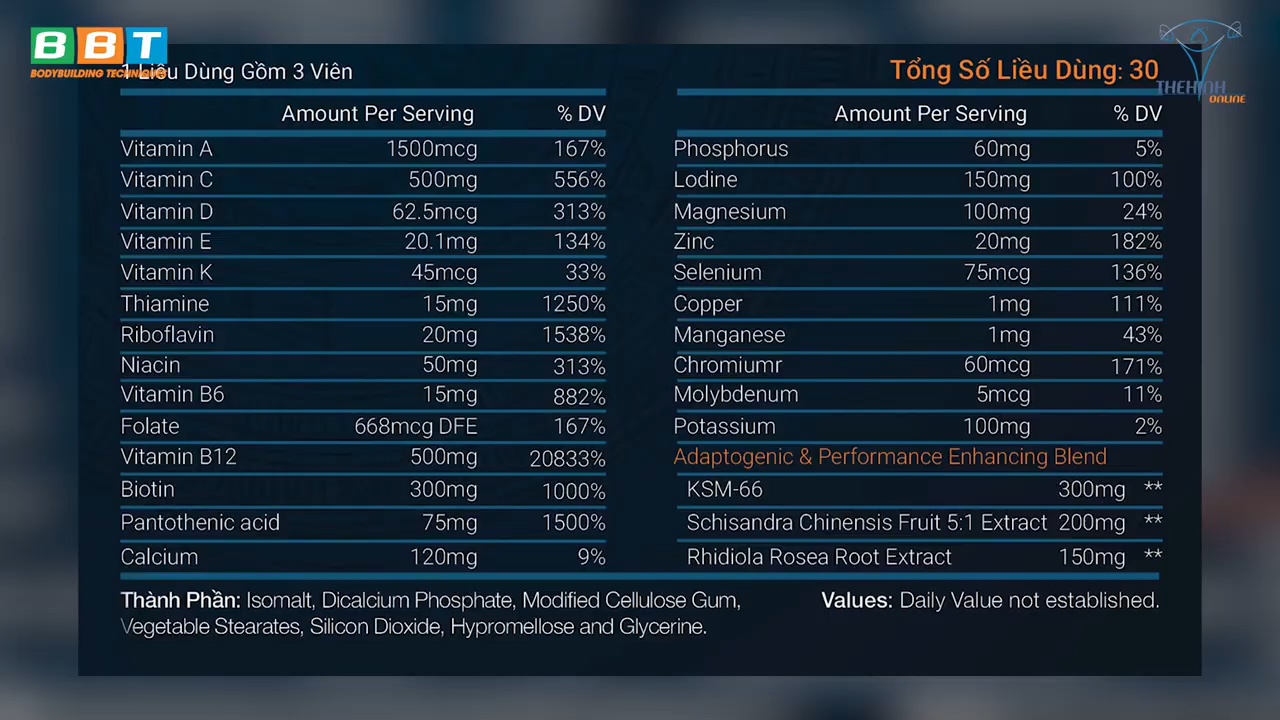 BBT
BODYBUILDING TECHNIQUES
THEHINH
ONLINE
1 Liều Dùng Gồm 3 Viên
Tổng Số Liều Dùng: 30
Amount Per Serving % DV
Vitamin A 1500mcg 167%
Vitamin C 500mg 556%
Vitamin D 62.5mcg 313%
Vitamin E 20.1mg 134%
Vitamin K 45mcg 33%
Thiamine 15mg 1250%
Riboflavin 20mg 1538%
Niacin 50mg 313%
Vitamin B6 15mg 882%
Folate 668mcg DFE 167%
Vitamin B12 500mg 20833%
Biotin 300mg 1000%
Pantothenic acid 75mg 1500%
Calcium 120mg 9%
Amount Per Serving % DV
Phosphorus 60mg 5%
Lodine 150mg 100%
Magnesium 100mg 24%
Zinc 20mg 182%
Selenium 75mcg 136%
Copper 1mg 111%
Manganese 1mg 43%
Chromiumr 60mcg 171%
Molybdenum 5mcg 11%
Potassium 100mg 2%
Adaptogenic & Performance Enhancing Blend
KSM-66 300mg **
Schisandra Chinensis Fruit 5:1 Extract 200mg **
Rhidiola Rosea Root Extract 150mg **
Thành Phần: Isomalt, Dicalcium Phosphate, Modified Cellulose Gum,
Vegetable Stearates, Silicon Dioxide, Hypromellose and Glycerine.
Values: Daily Value not established.